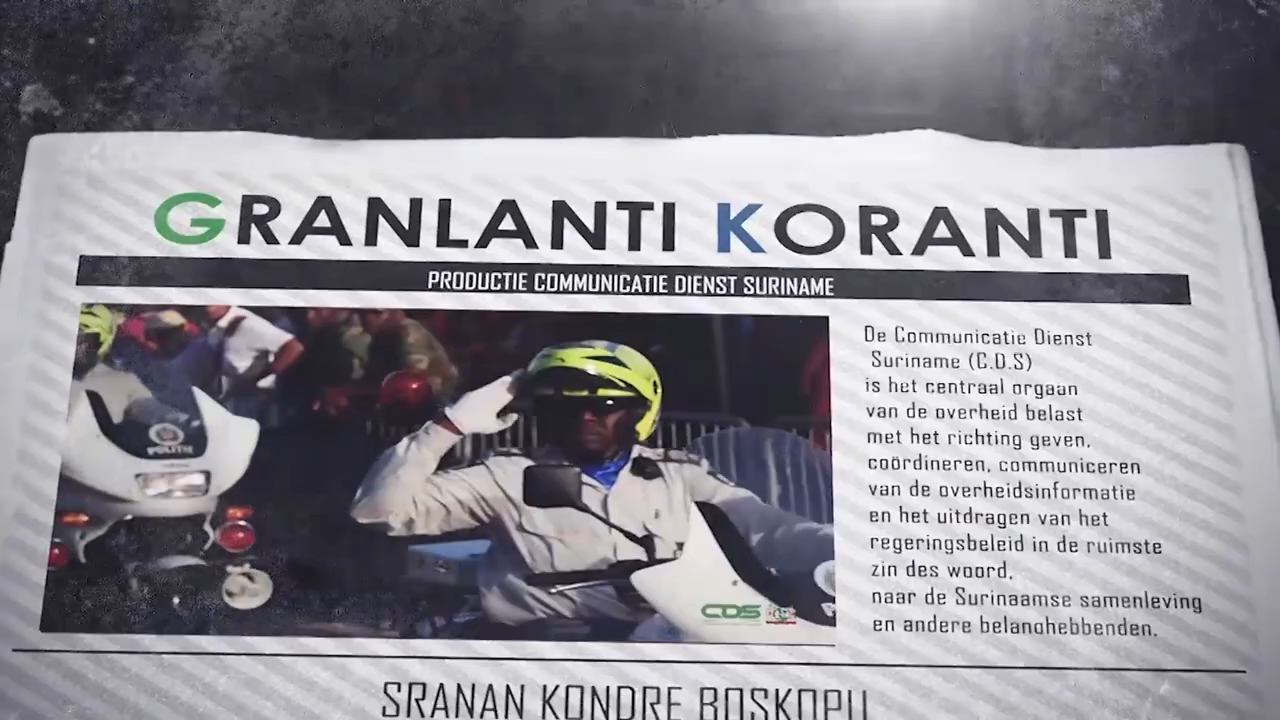 GRANLANTI KORANTI
PRODUCTIE COMMUNICATIE DIENST SURINAME
POLITIE
CDS
De Communicatie Dienst
Suriname (C.D.S)
is het centraal orgaan
van de overheid belast
met het richting geven,
coördineren, communiceren
van de overheidsinformatie
en het uitdragen van het
regeringsbeleid in de ruimste
zin des woord,
naar de Surinaamse samenleving
en andere belanghebbenden.
SRANAN KONDRE BOSKOPU